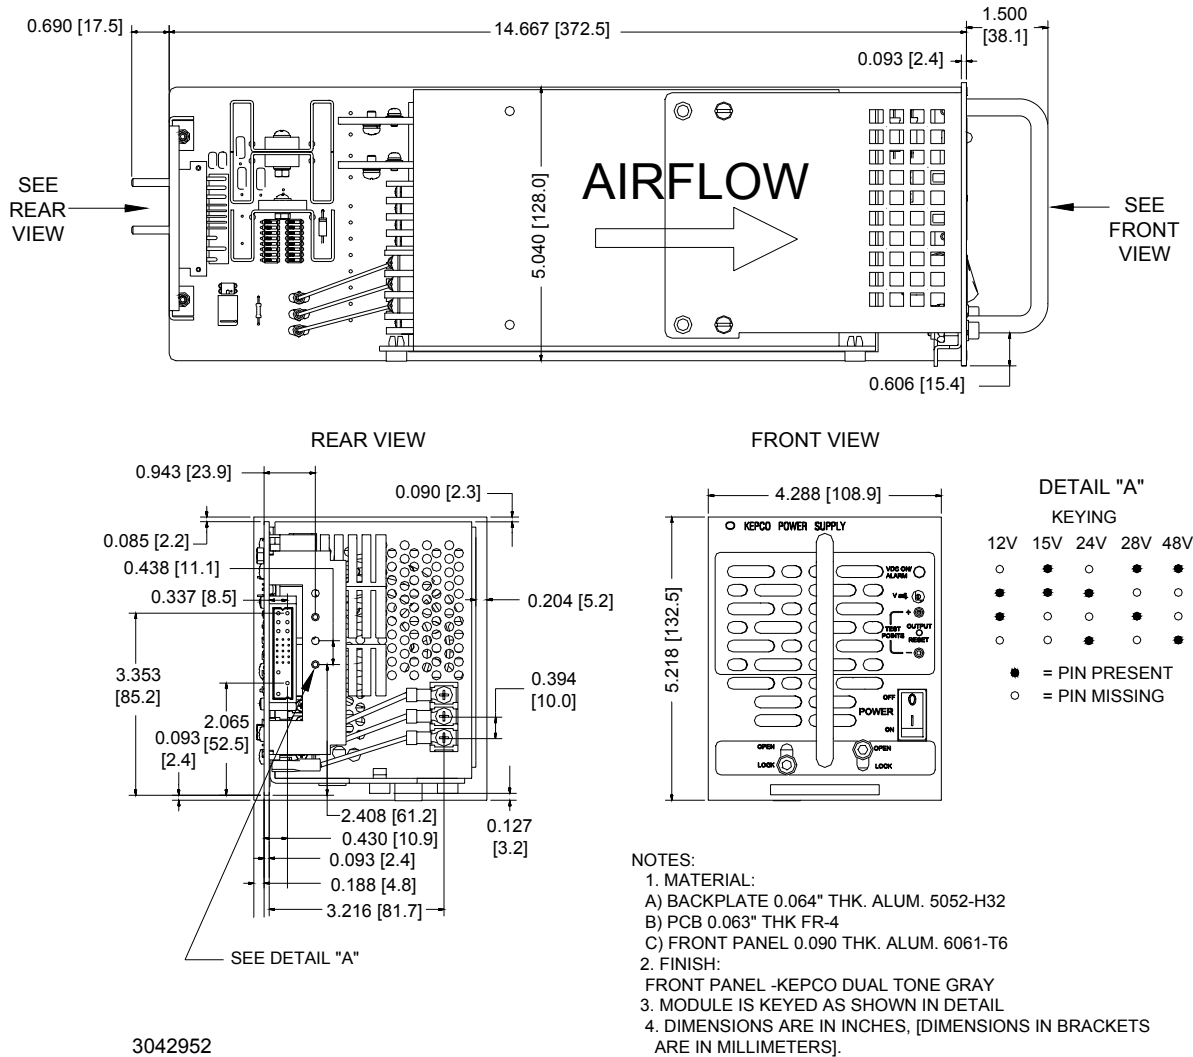 0.690 [17.5]
14.667 [372.5]
1.500
[38.1]
0.093 [2.4]
SEE
REAR
VIEW
5.040 [128.0]
AIRFLOW
SEE
FRONT
VIEW
0.606 [15.4]
REAR VIEW
0.943 [23.9]
0.090 [2.3]
0.085 [2.2]
0.438 [11.1]
0.337 [8.5]
0.204 [5.2]
3.353
[85.2]
0.394
[10.0]
2.065
[52.5]
0.093
[2.4]
2.408 [61.2]
0.127
[3.2]
0.430 [10.9]
0.093 [2.4]
0.188 [4.8]
3.216 [81.7]
SEE DETAIL "A"
FRONT VIEW
4.288 [108.9]
5.218 [132.5]
KEPCO POWER SUPPLY
VDC ON/
ALARM
V adj.
+
TEST
POINTS
OUTPUT
RESET
–
OFF
POWER
ON
OPEN
LOCK
OPEN
LOCK
DETAIL "A"
KEYING
12V 15V 24V 28V 48V
= PIN PRESENT
= PIN MISSING
NOTES:
1. MATERIAL:
A) BACKPLATE 0.064" THK. ALUM. 5052-H32
B) PCB 0.063" THK FR-4
C) FRONT PANEL 0.090 THK. ALUM. 6061-T6
2. FINISH:
FRONT PANEL -KEPCO DUAL TONE GRAY
3. MODULE IS KEYED AS SHOWN IN DETAIL
4. DIMENSIONS ARE IN INCHES, [DIMENSIONS IN BRACKETS
ARE IN MILLIMETERS].
3042952